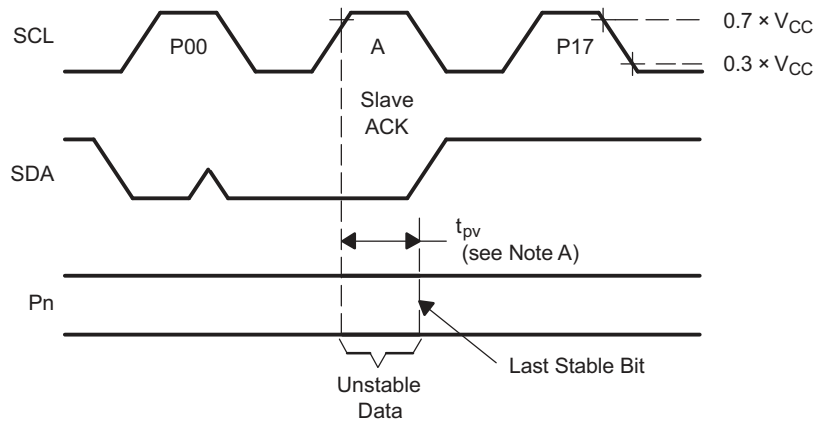 SCL
P00
A
P17
0.7 × VCC
0.3 × VCC
Slave
ACK
SDA
tpv
(see Note A)
Pn
Last Stable Bit
Unstable
Data